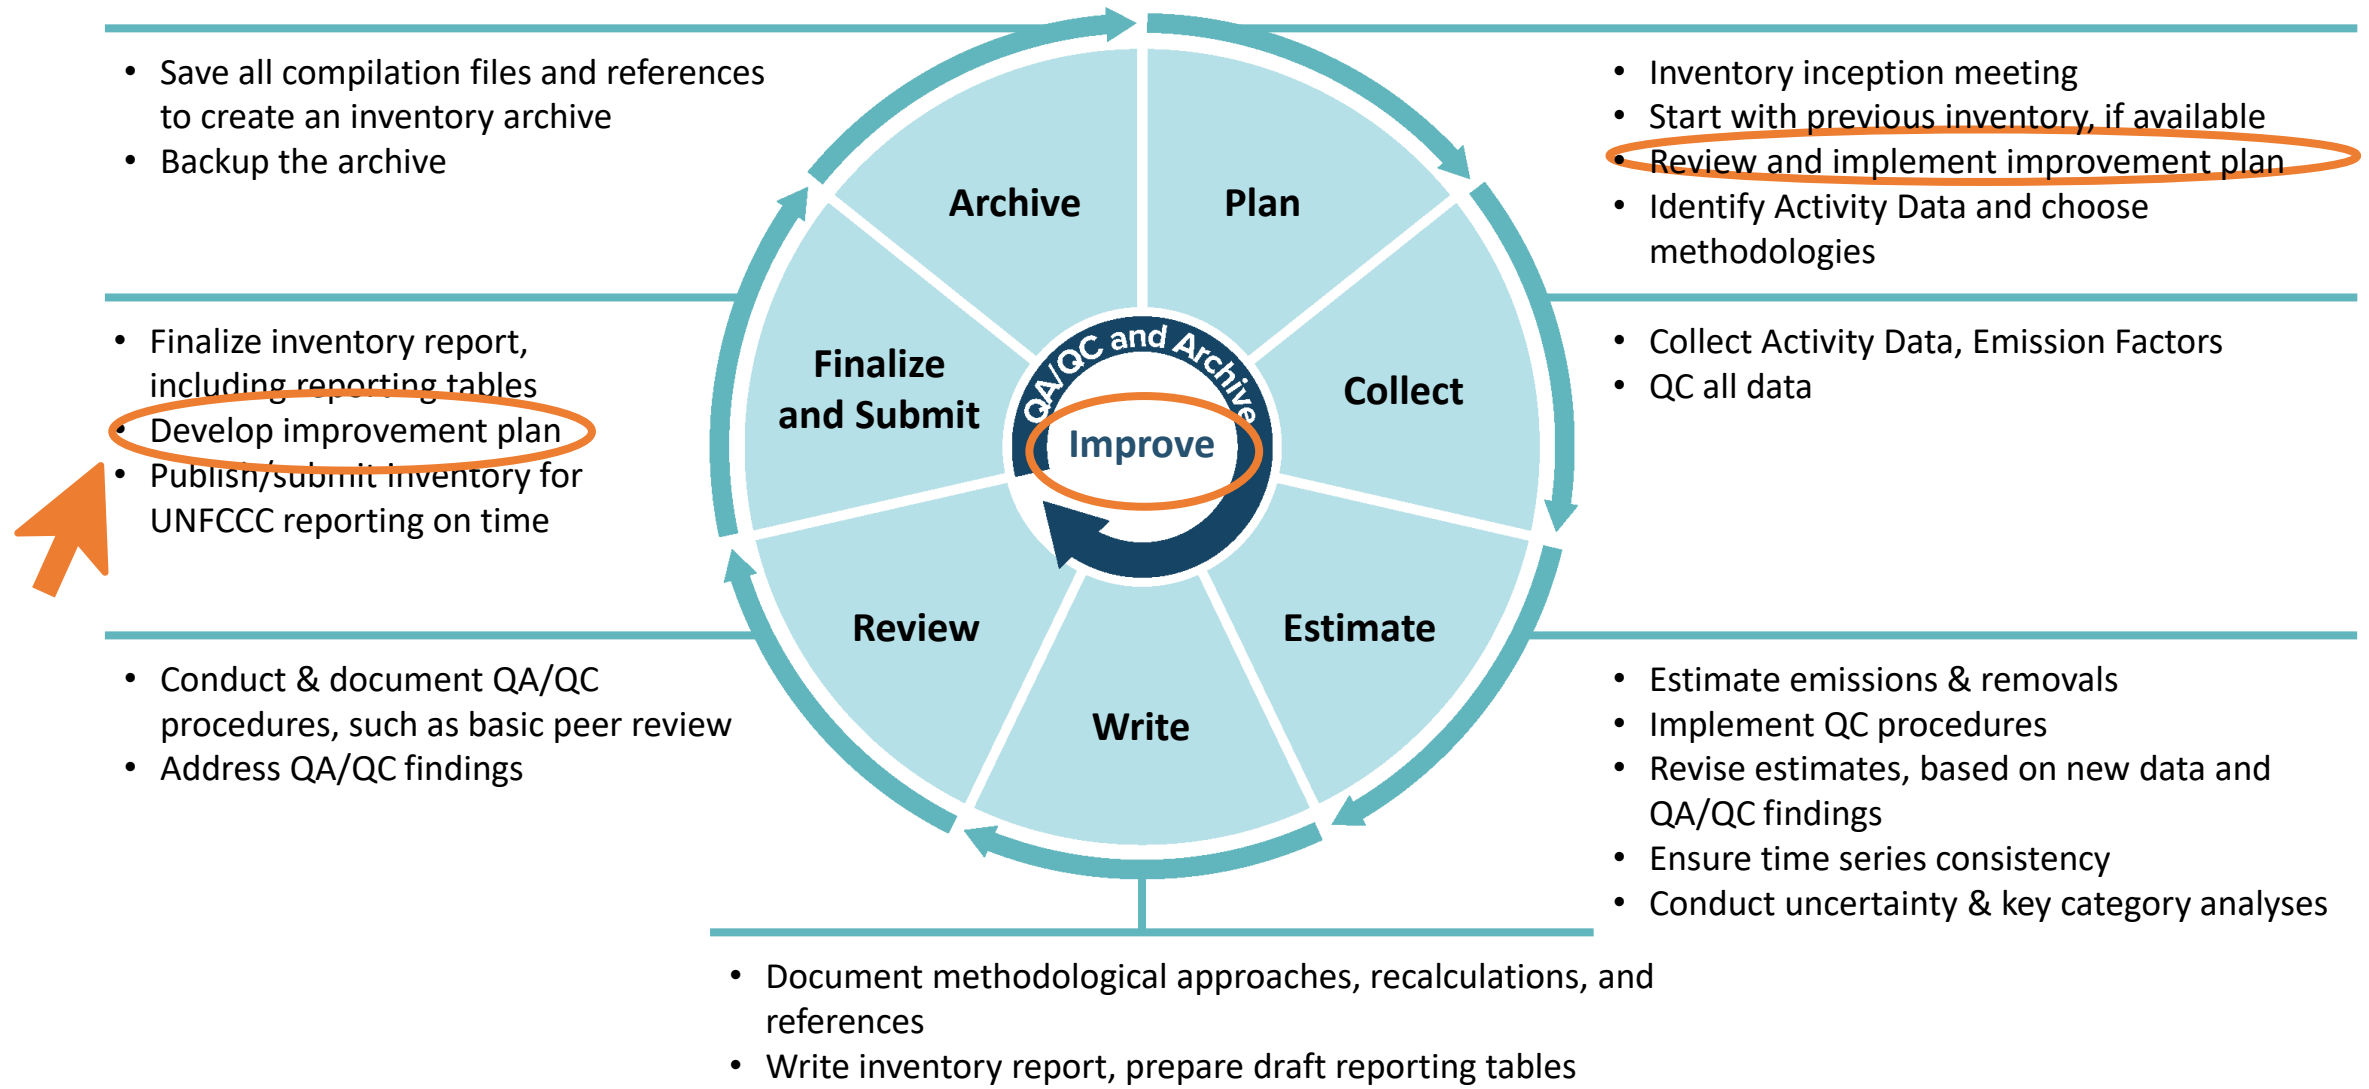 • Save all compilation files and references
to create an inventory archive
• Backup the archive
• Inventory inception meeting
• Start with previous inventory, if available
• Review and implement improvement plan
• Identify Activity Data and choose
methodologies
Archive
Plan
• Finalize inventory report,
including reporting tables
• Develop improvement plan
• Publish/submit inventory for
UNFCCC reporting on time
Finalize
and Submit
QA/QC and Archive
Improve
Collect
• Collect Activity Data, Emission Factors
• QC all data
Review
Write
Estimate
• Conduct & document QA/QC
procedures, such as basic peer review
• Address QA/QC findings
• Estimate emissions & removals
• Implement QC procedures
• Revise estimates, based on new data and
QA/QC findings
• Ensure time series consistency
• Conduct uncertainty & key category analyses
• Document methodological approaches, recalculations, and
references
• Write inventory report, prepare draft reporting tables